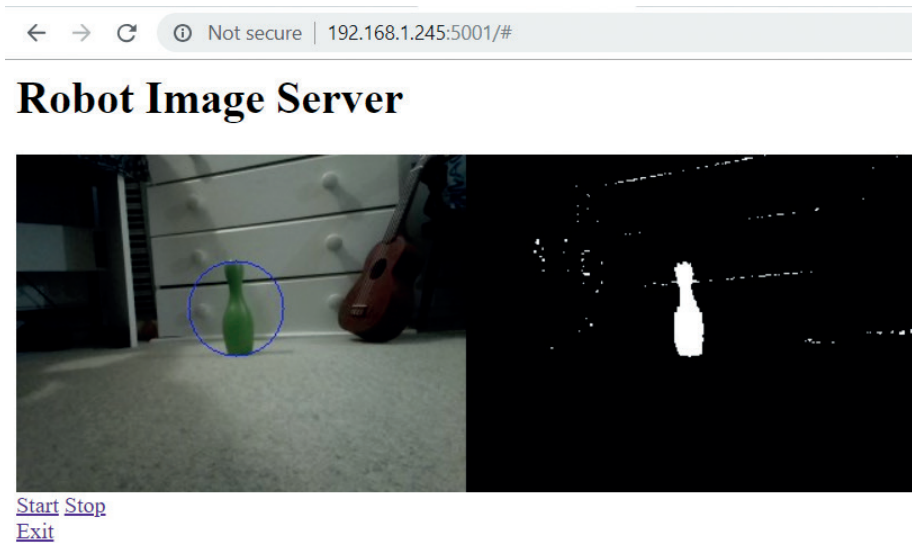 Not secure | 192.168.1.245:5001/#
Robot Image Server
Start Stop
Exit